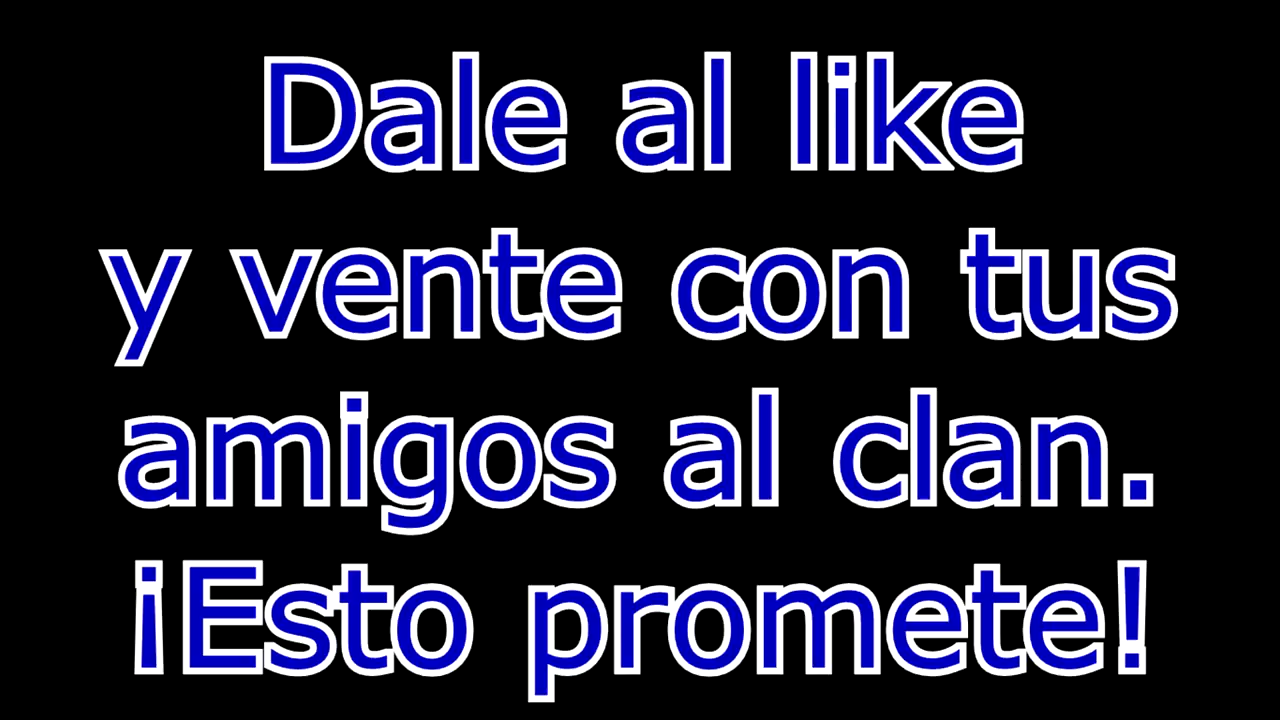 Dale al like
y vente con tus
amigos al clan.
¡Esto promete!